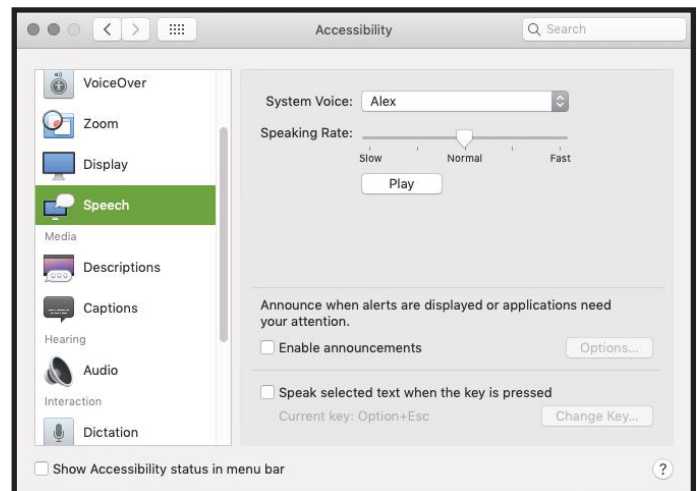 Accessibility
Search
VoiceOver
Zoom
Display
Speech
Media
Descriptions
Captions
Hearing
Audio
Interaction
Dictation
System Voice: Alex
Speaking Rate:
Slow Normal Fast
Play
Announce when alerts are displayed or applications need
your attention.
Enable announcements Options...
Speak selected text when the key is pressed
Current key: Option+Esc Change Key...
Show Accessibility status in menu bar ?